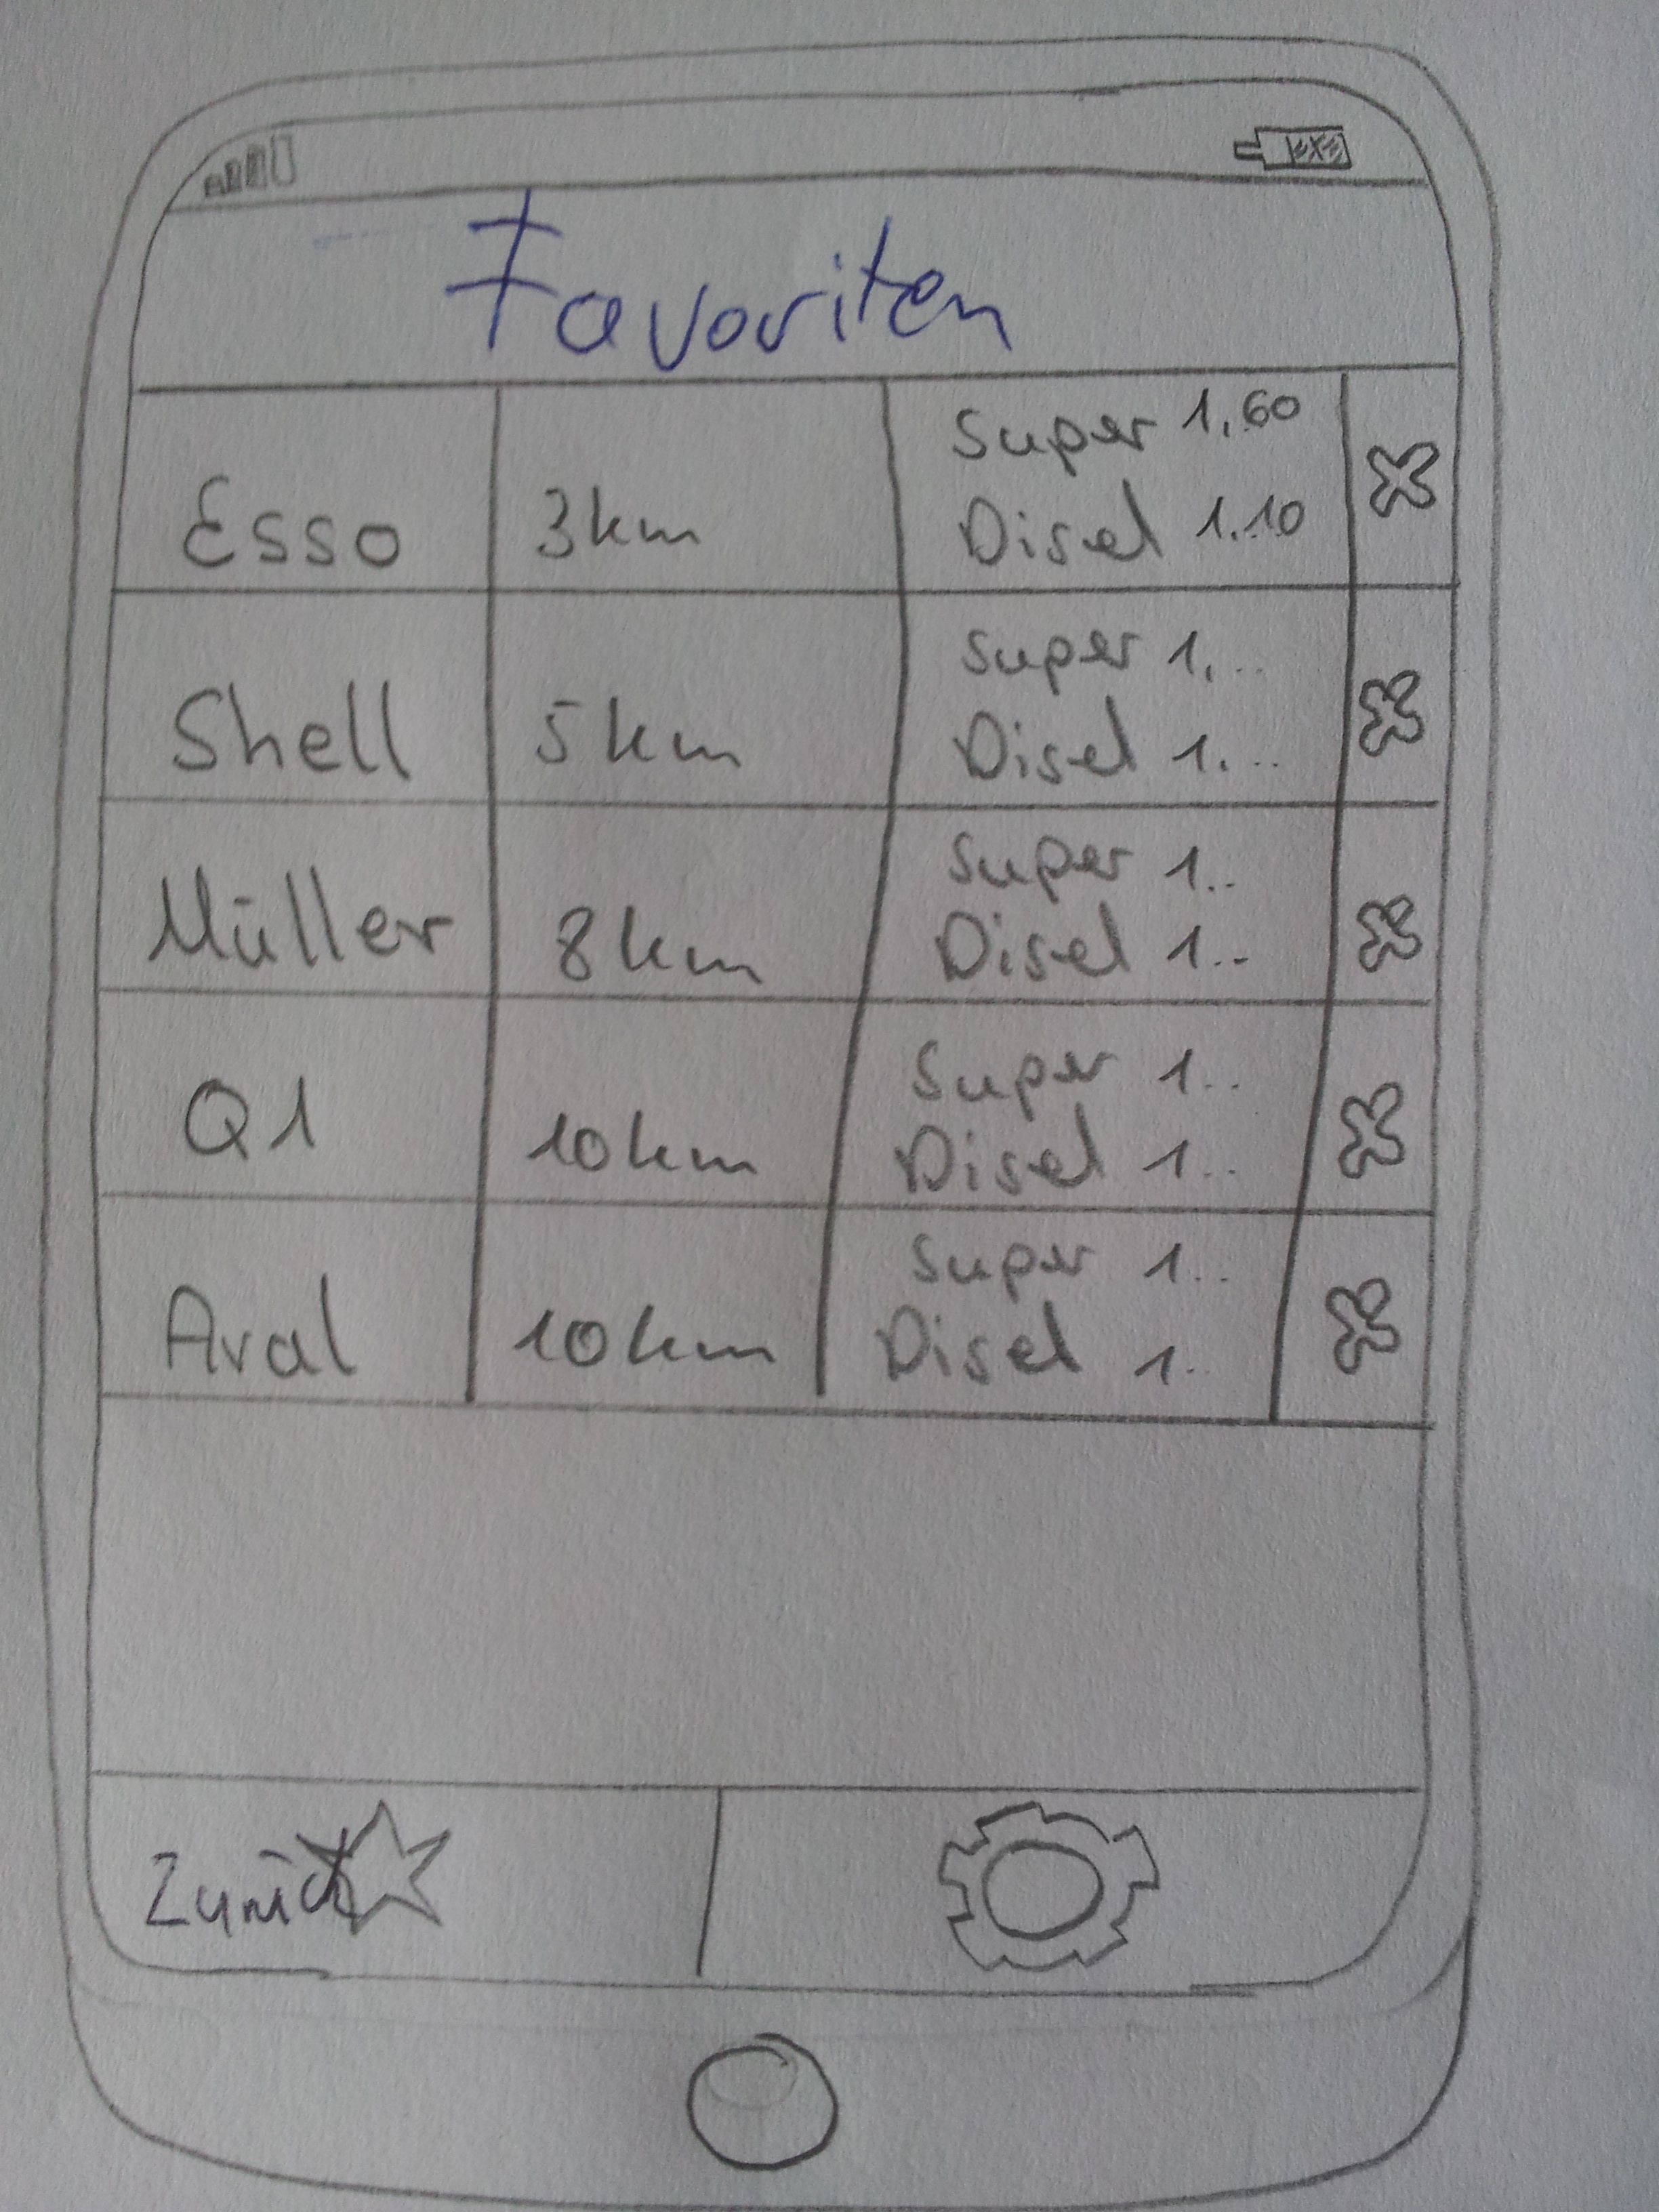 Favoriten
Esso 3km Super 1,60
Disel 1,10
Shell 5km Super 1,...
Disel 1,...
Müller 8km Super 1..
Disel 1..
Q1 10km Super 1..
Disel 1..
Aral 10km Super 1..
Disel 1..
Zurück